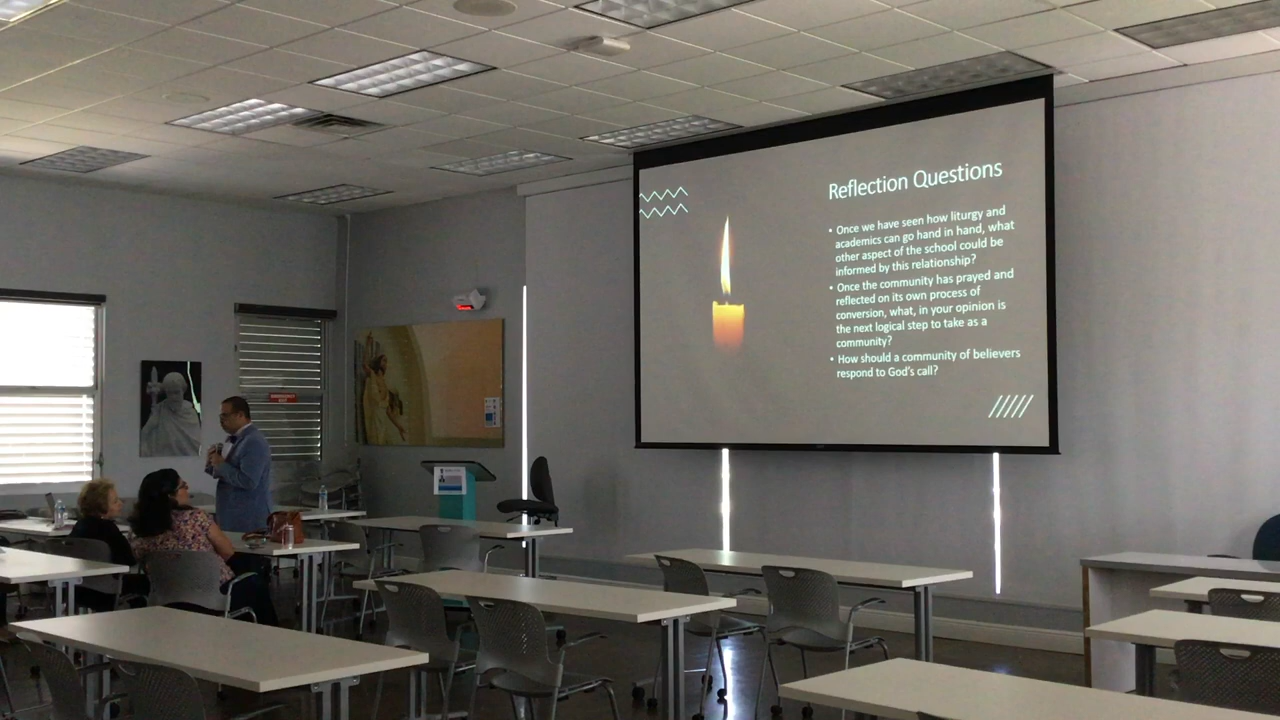 Reflection Questions
• Once we have seen how liturgy and
academics can go hand in hand, what
other aspect of the school could be
informed by this relationship?
• Once the community has prayed and
reflected on its own process of
conversion, what, in your opinion is
the next logical step to take as a
community?
• How should a community of believers
respond to God's call?